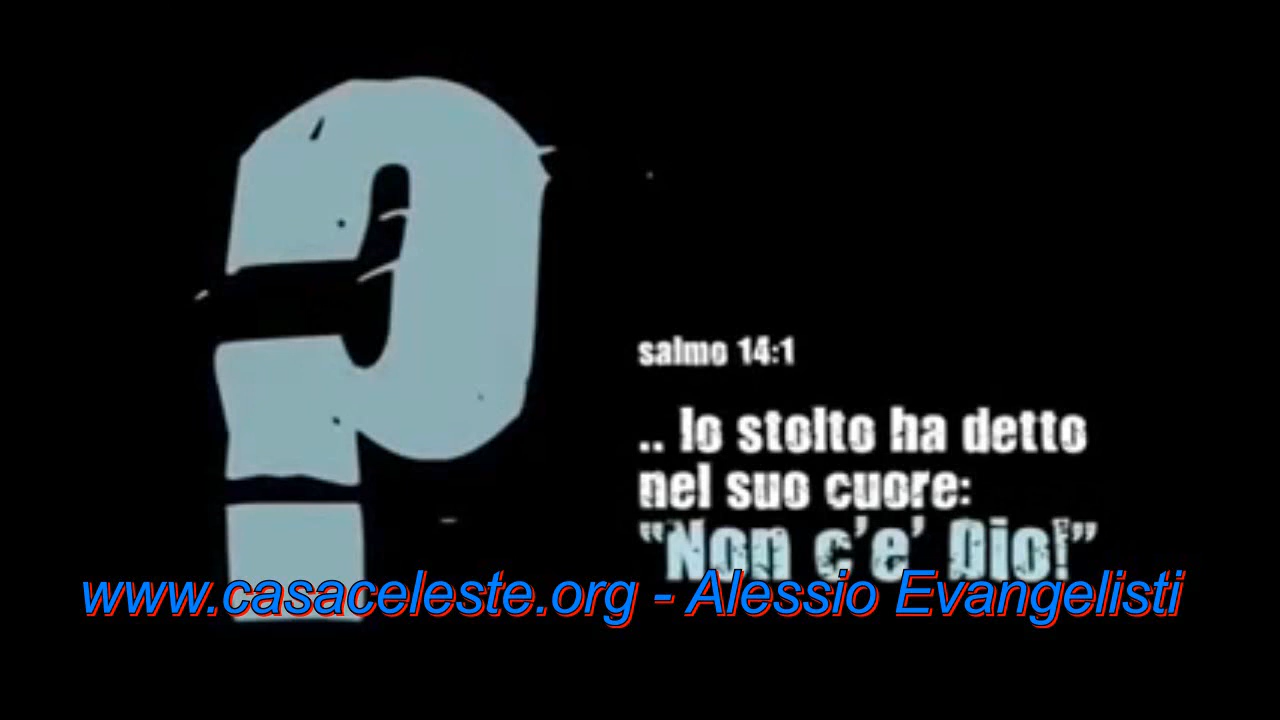 ?
salmo 14:1
.. lo stolto ha detto
nel suo cuore:
"Non c'e' Dio!"
www.casaceleste.org - Alessio Evangelisti